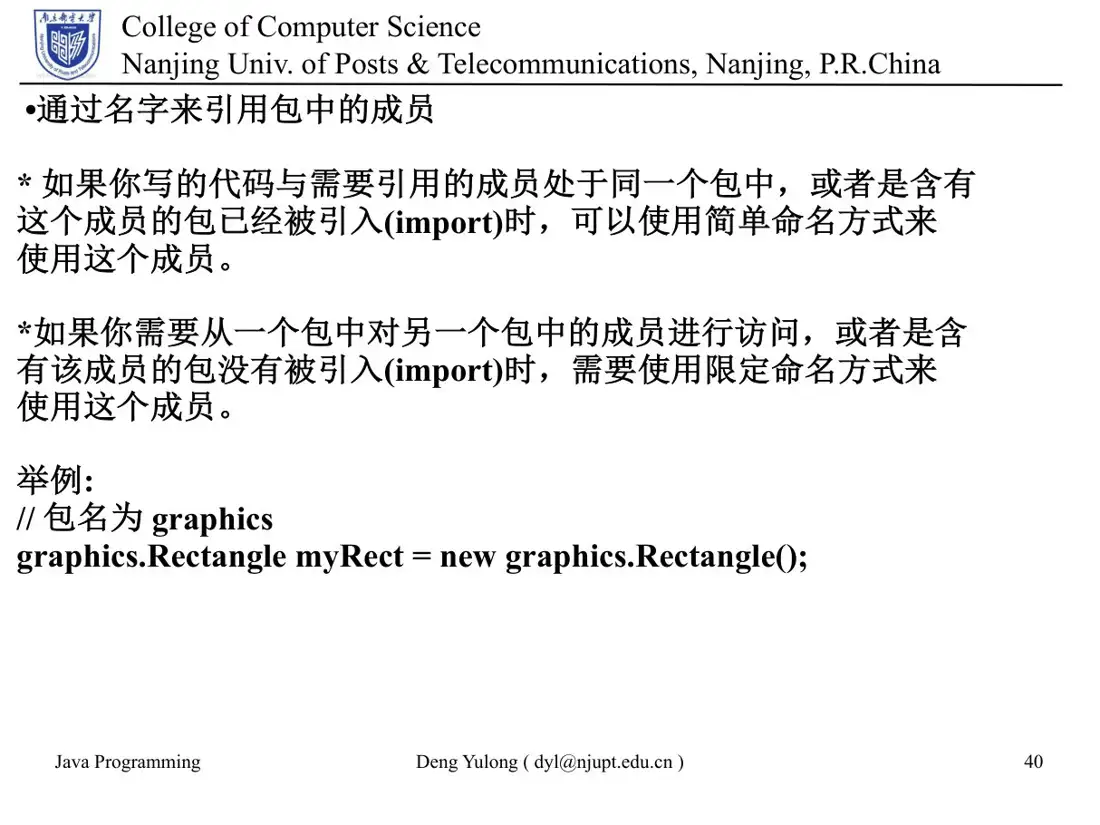 College of Computer Science
Nanjing Univ. of Posts & Telecommunications, Nanjing, P.R.China
•通过名字来引用包中的成员
* 如果你写的代码与需要引用的成员处于同一个包中，或者是含有
这个成员的包已经被引入(import)时，可以使用简单命名方式来
使用这个成员。
*如果你需要从一个包中对另一个包中的成员进行访问，或者是含
有该成员的包没有被引入(import)时，需要使用限定命名方式来
使用这个成员。
举例:
// 包名为 graphics
graphics.Rectangle myRect = new graphics.Rectangle();
Java Programming
Deng Yulong ( dyl@njupt.edu.cn )
40